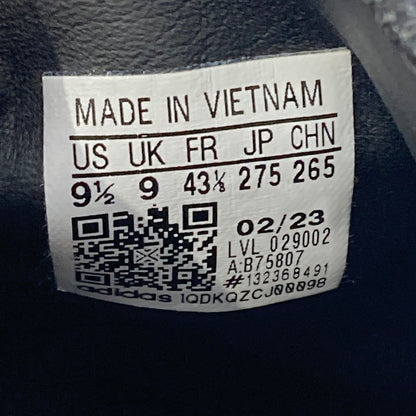 MADE IN VIETNAM
US UK FR JP CHN
9½ 9 43⅓ 275 265
02/23
LVL 029002
A:B75807
#132368491
adidas 1QDKQZCJ00098